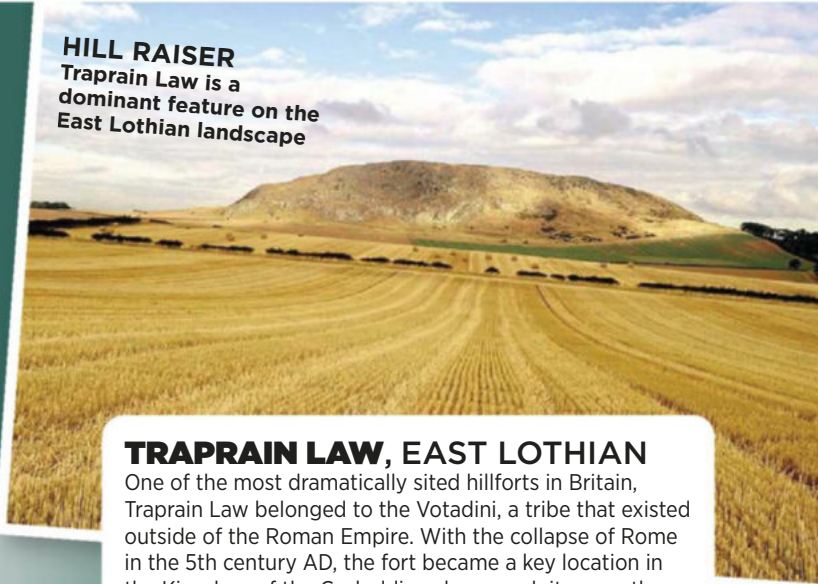 HILL RAISER
Traprain Law is a
dominant feature on the
East Lothian landscape
TRAPRAIN LAW, EAST LOTHIAN
One of the most dramatically sited hillforts in Britain,
Traprain Law belonged to the Votadini, a tribe that existed
outside of the Roman Empire. With the collapse of Rome
in the 5th century AD, the fort became a key location in